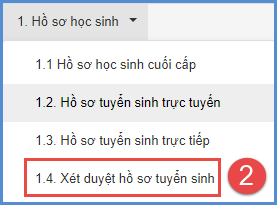 1. Hồ sơ học sinh
1.1 Hồ sơ học sinh cuối cấp
1.2. Hồ sơ tuyển sinh trực tuyến
1.3. Hồ sơ tuyển sinh trực tiếp
1.4. Xét duyệt hồ sơ tuyển sinh
2